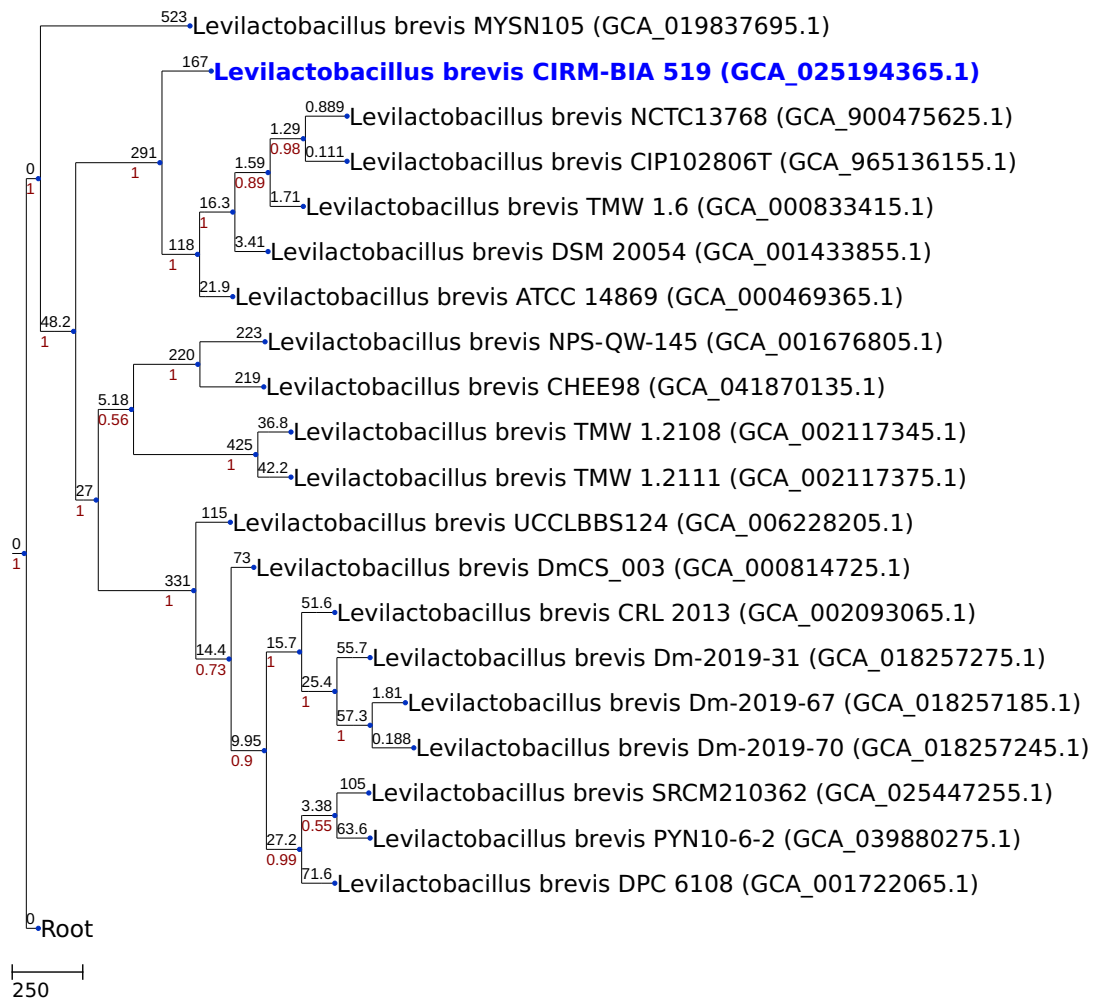 523 Levilactobacillus brevis MYSN105 (GCA_019837695.1)
167 Levilactobacillus brevis CIRM-BIA 519 (GCA_025194365.1)
0.889 Levilactobacillus brevis NCTC13768 (GCA_900475625.1)
1.29
0.98
0.111 Levilactobacillus brevis CIP102806T (GCA_965136155.1)
291
1
1.59
0.89
0
1
1.71 Levilactobacillus brevis TMW 1.6 (GCA_000833415.1)
16.3
1
118
1
3.41 Levilactobacillus brevis DSM 20054 (GCA_001433855.1)
21.9 Levilactobacillus brevis ATCC 14869 (GCA_000469365.1)
48.2
1
223 Levilactobacillus brevis NPS-QW-145 (GCA_001676805.1)
220
1
219 Levilactobacillus brevis CHEE98 (GCA_041870135.1)
5.18
0.56
36.8 Levilactobacillus brevis TMW 1.2108 (GCA_002117345.1)
425
1
42.2 Levilactobacillus brevis TMW 1.2111 (GCA_002117375.1)
27
1
115 Levilactobacillus brevis UCCLBBS124 (GCA_006228205.1)
0
1
73 Levilactobacillus brevis DmCS_003 (GCA_000814725.1)
331
1
51.6 Levilactobacillus brevis CRL 2013 (GCA_002093065.1)
14.4
0.73
15.7
1
55.7 Levilactobacillus brevis Dm-2019-31 (GCA_018257275.1)
25.4
1
1.81 Levilactobacillus brevis Dm-2019-67 (GCA_018257185.1)
57.3
1
0.188 Levilactobacillus brevis Dm-2019-70 (GCA_018257245.1)
9.95
0.9
105 Levilactobacillus brevis SRCM210362 (GCA_025447255.1)
3.38
0.55
63.6 Levilactobacillus brevis PYN10-6-2 (GCA_039880275.1)
27.2
0.99
71.6 Levilactobacillus brevis DPC 6108 (GCA_001722065.1)
0 Root
250